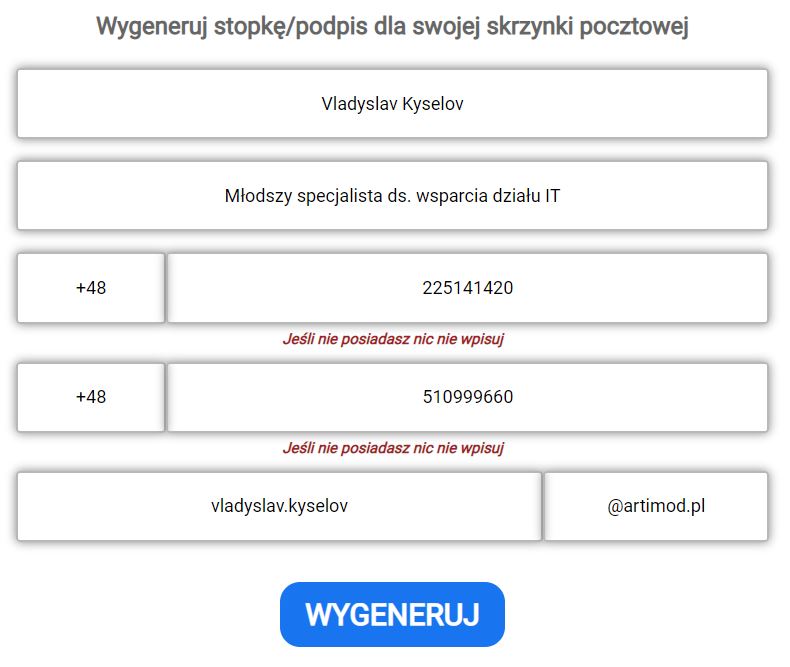 Wygeneruj stopkę/podpis dla swojej skrzynki pocztowej
Vladyslav Kyselov
Młodszy specjalista ds. wsparcia działu IT
+48 225141420
Jeśli nie posiadasz nic nie wpisuj
+48 510999660
Jeśli nie posiadasz nic nie wpisuj
vladyslav.kyselov @artimod.pl
WYGENERUJ